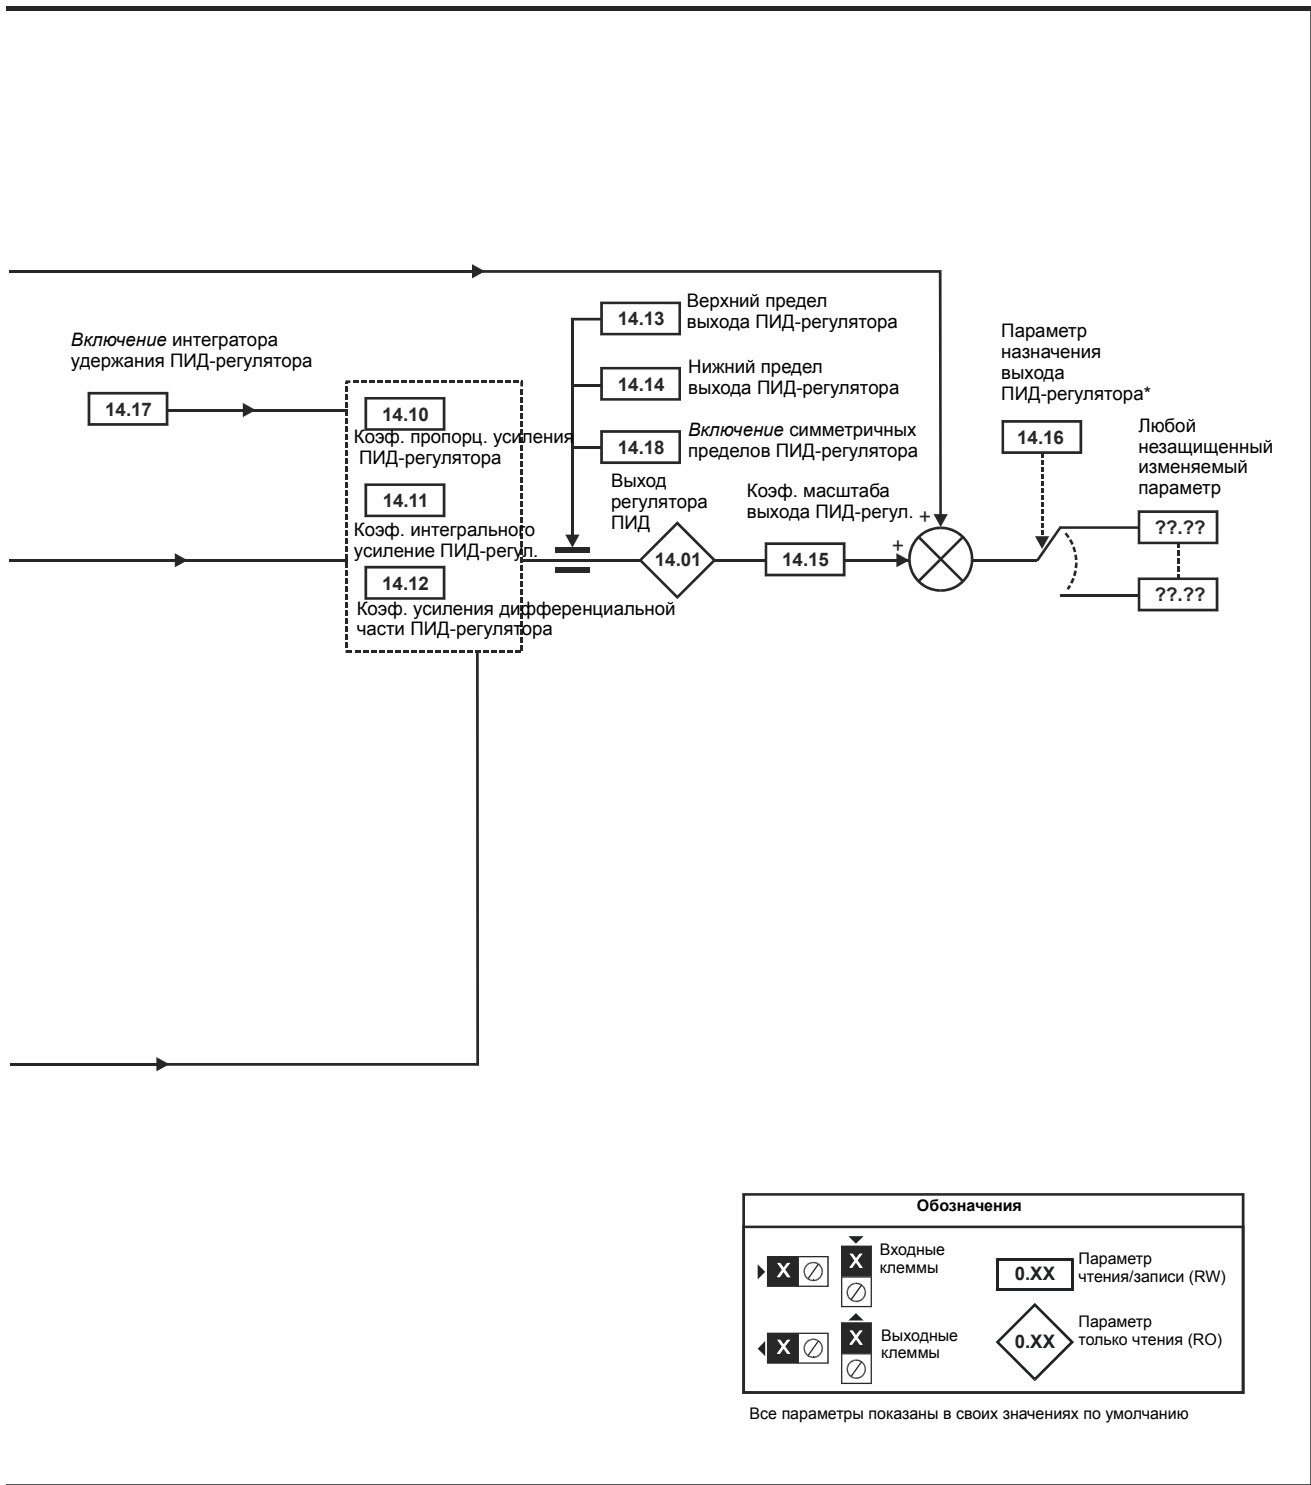 Включение интегратора
удержания ПИД-регулятора
14.17
14.10
Коэф. пропорц. усиления
ПИД-регулятора
14.11
Коэф. интегрального
усиление ПИД-регул.
14.12
Коэф. усиления дифференциальной
части ПИД-регулятора
14.13
Верхний предел
выхода ПИД-регулятора
14.14
Нижний предел
выхода ПИД-регулятора
14.18
Включение симметричных
пределов ПИД-регулятора
Выход
регулятора
ПИД
14.01
Коэф. масштаба
выхода ПИД-регул.
14.15
+
+
Параметр
назначения
выхода
ПИД-регулятора*
14.16
Любой
незащищенный
изменяемый
параметр
??.??
??.??
Обозначения
X
X
Входные
клеммы
0.XX
Параметр
чтения/записи (RW)
X
X
Выходные
клеммы
0.XX
Параметр
только чтения (RO)
Все параметры показаны в своих значениях по умолчанию